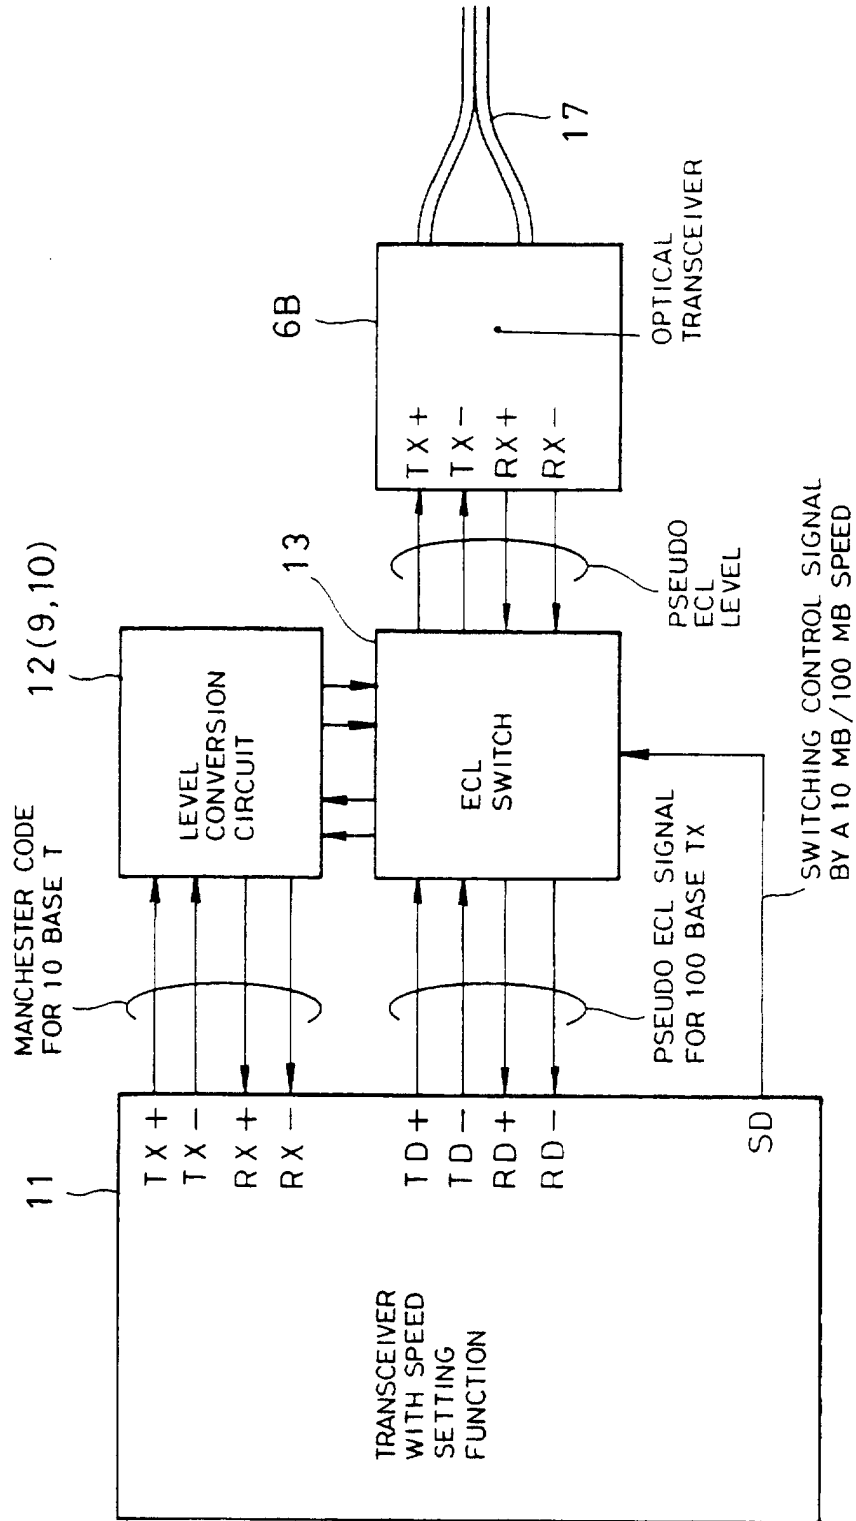 MANCHESTER CODE
FOR 10 BASE T
12(9,10)
11
TX+
TX-
RX+
RX-
TD+
TD-
RD+
RD-
SD
TRANSCEIVER
WITH SPEED
SETTING
FUNCTION
LEVEL
CONVERSION
CIRCUIT
13
ECL
SWITCH
PSEUDO ECL SIGNAL
FOR 100 BASE TX
SWITCHING CONTROL SIGNAL
BY A 10 MB/100 MB SPEED
PSEUDO
ECL
LEVEL
6B
TX+
TX-
RX+
RX-
OPTICAL
TRANSCEIVER
17